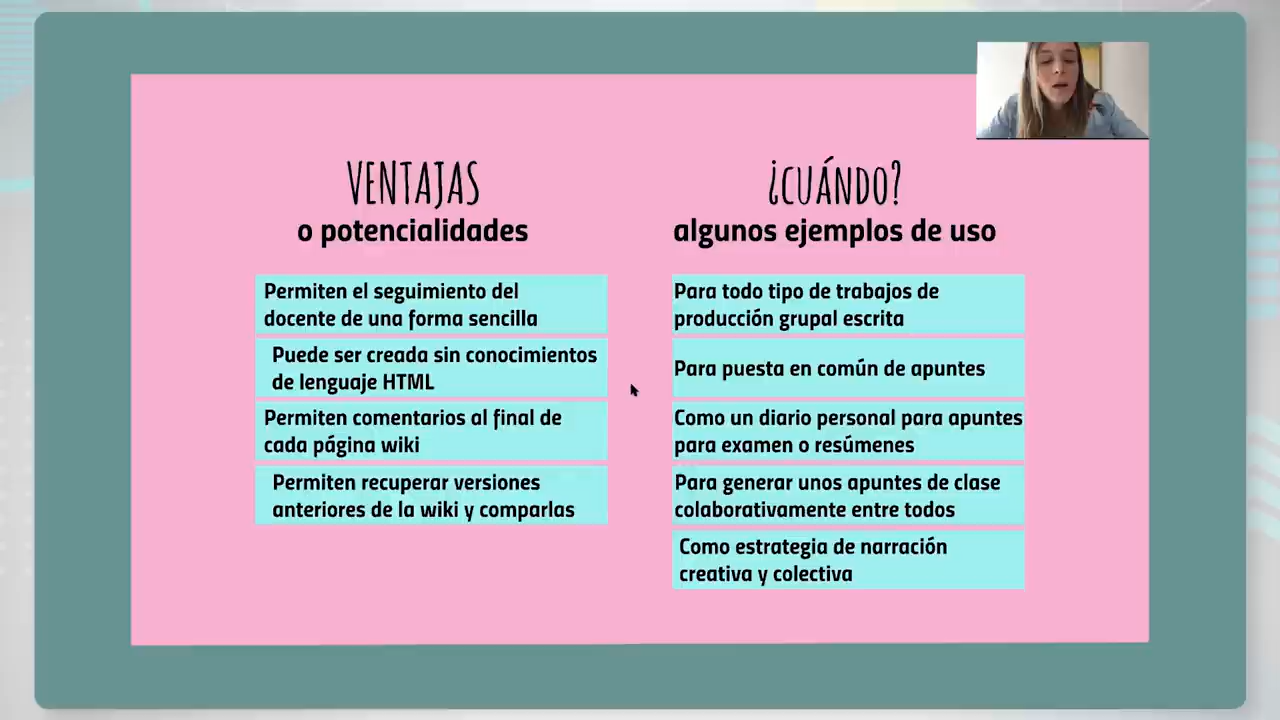 VENTAJAS
o potencialidades
Permiten el seguimiento del
docente de una forma sencilla
Puede ser creada sin conocimientos
de lenguaje HTML
Permiten comentarios al final de
cada página wiki
Permiten recuperar versiones
anteriores de la wiki y comparlas
¿CUÁNDO?
algunos ejemplos de uso
Para todo tipo de trabajos de
producción grupal escrita
Para puesta en común de apuntes
Como un diario personal para apuntes
para examen o resúmenes
Para generar unos apuntes de clase
colaborativamente entre todos
Como estrategia de narración
creativa y colectiva